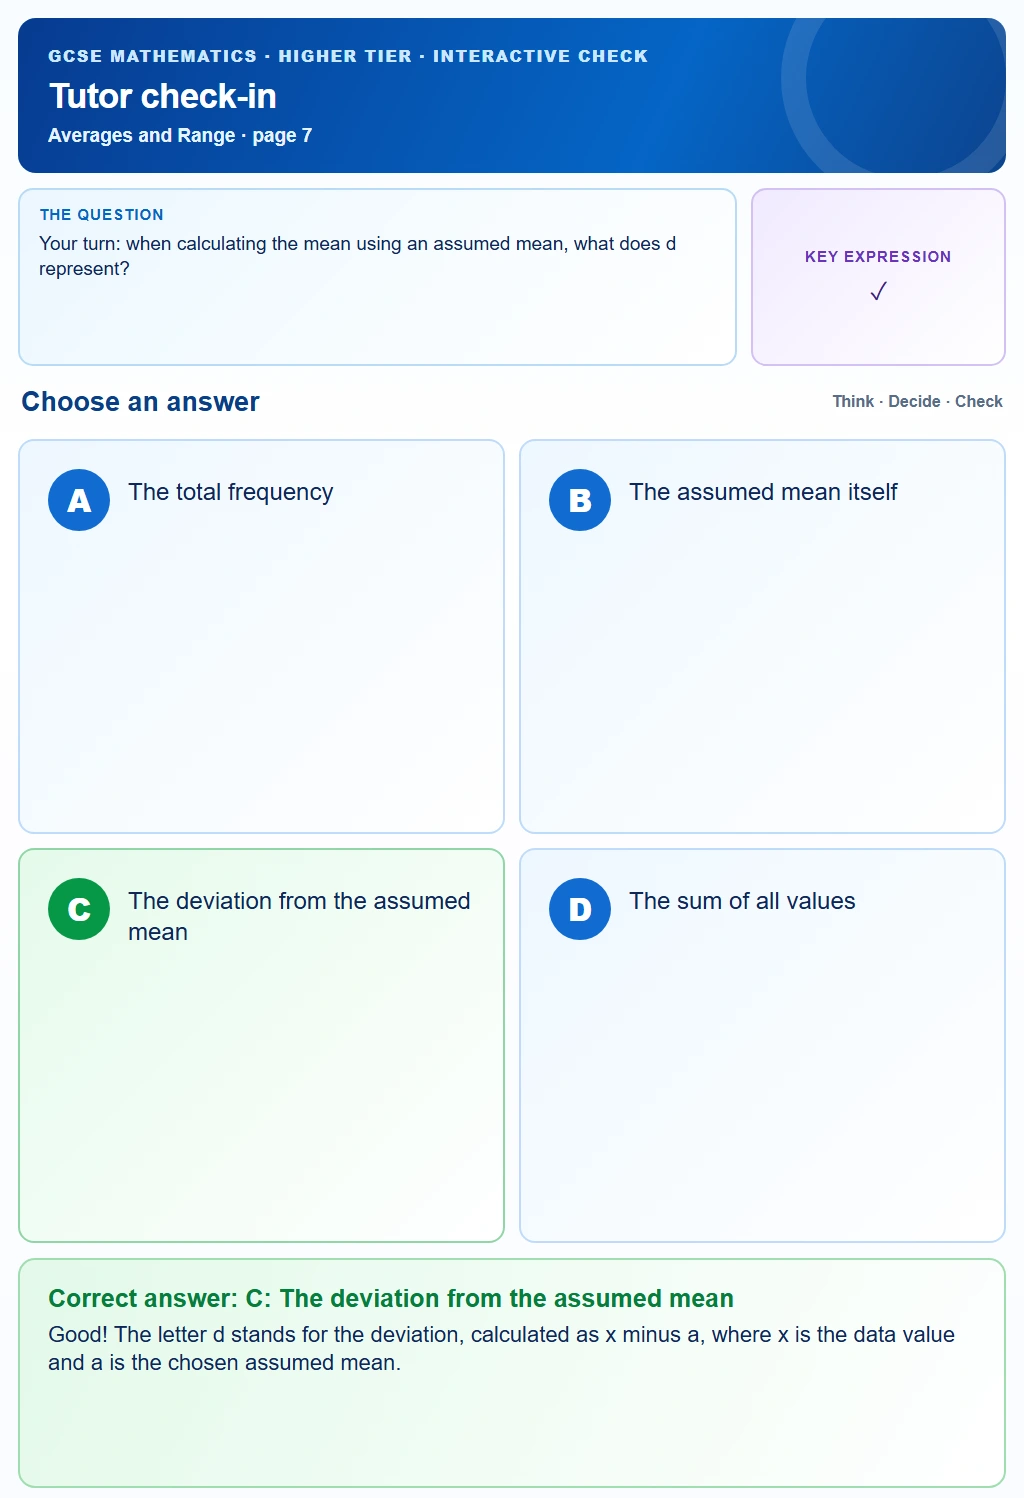 GCSE MATHEMATICS · HIGHER TIER · INTERACTIVE CHECK
Tutor check-in
Averages and Range · page 7
THE QUESTION
Your turn: when calculating the mean using an assumed mean, what does d
represent?
KEY EXPRESSION
✓
Choose an answer
Think · Decide · Check
A
The total frequency
B
The assumed mean itself
C
The deviation from the assumed
mean
D
The sum of all values
Correct answer: C: The deviation from the assumed mean
Good! The letter d stands for the deviation, calculated as x minus a, where x is the data value
and a is the chosen assumed mean.